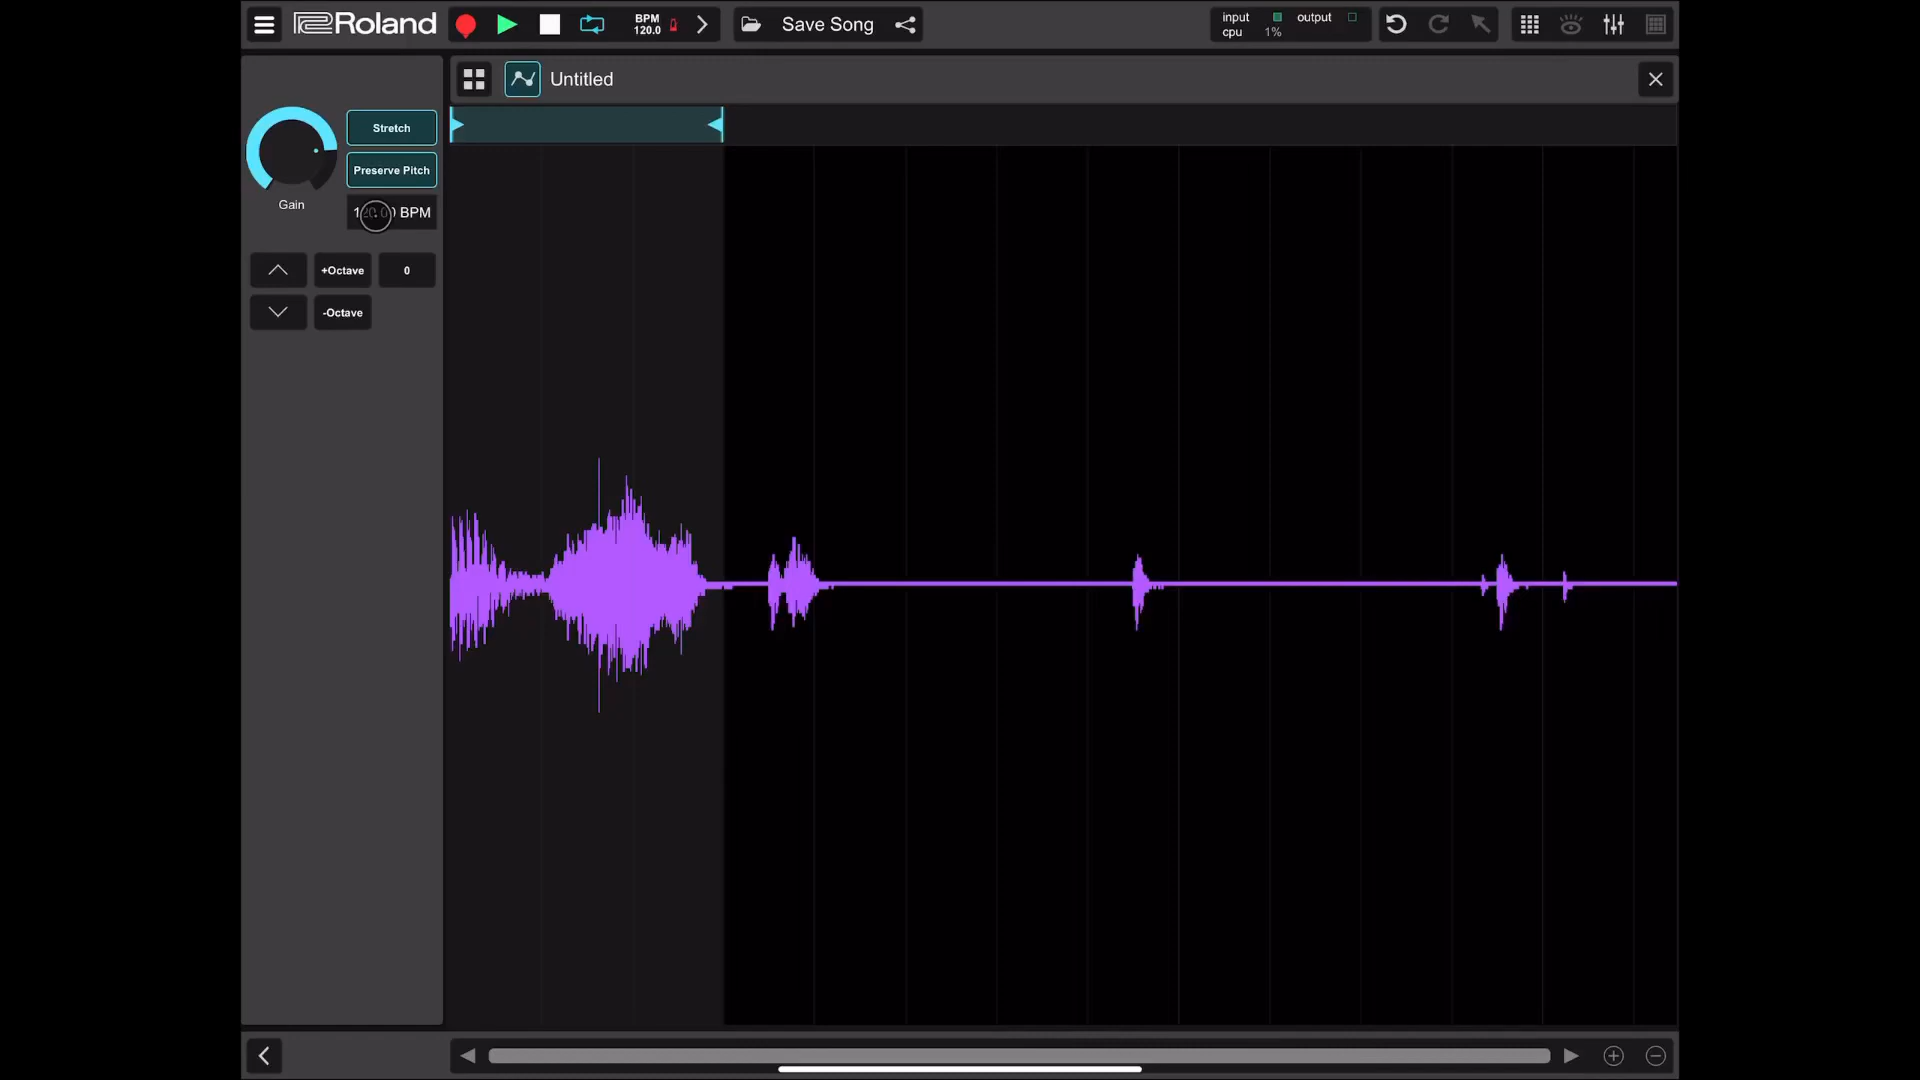 Roland
BPM
120.0
Save Song
input
output
cpu
1%
Untitled
Stretch
Preserve Pitch
120.00 BPM
Gain
+Octave
0
-Octave